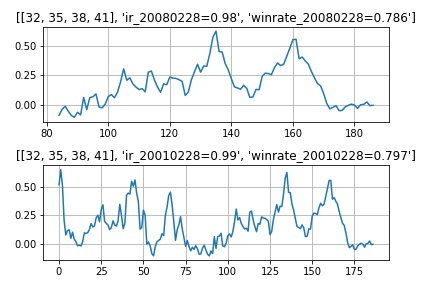 [[32, 35, 38, 41], 'ir_20080228=0.98', 'winrate_20080228=0.786']
0.50
0.25
0.00
80 100 120 140 160 180
[[32, 35, 38, 41], 'ir_20010228=0.99', 'winrate_20010228=0.797']
0.50
0.25
0.00
0 25 50 75 100 125 150 175